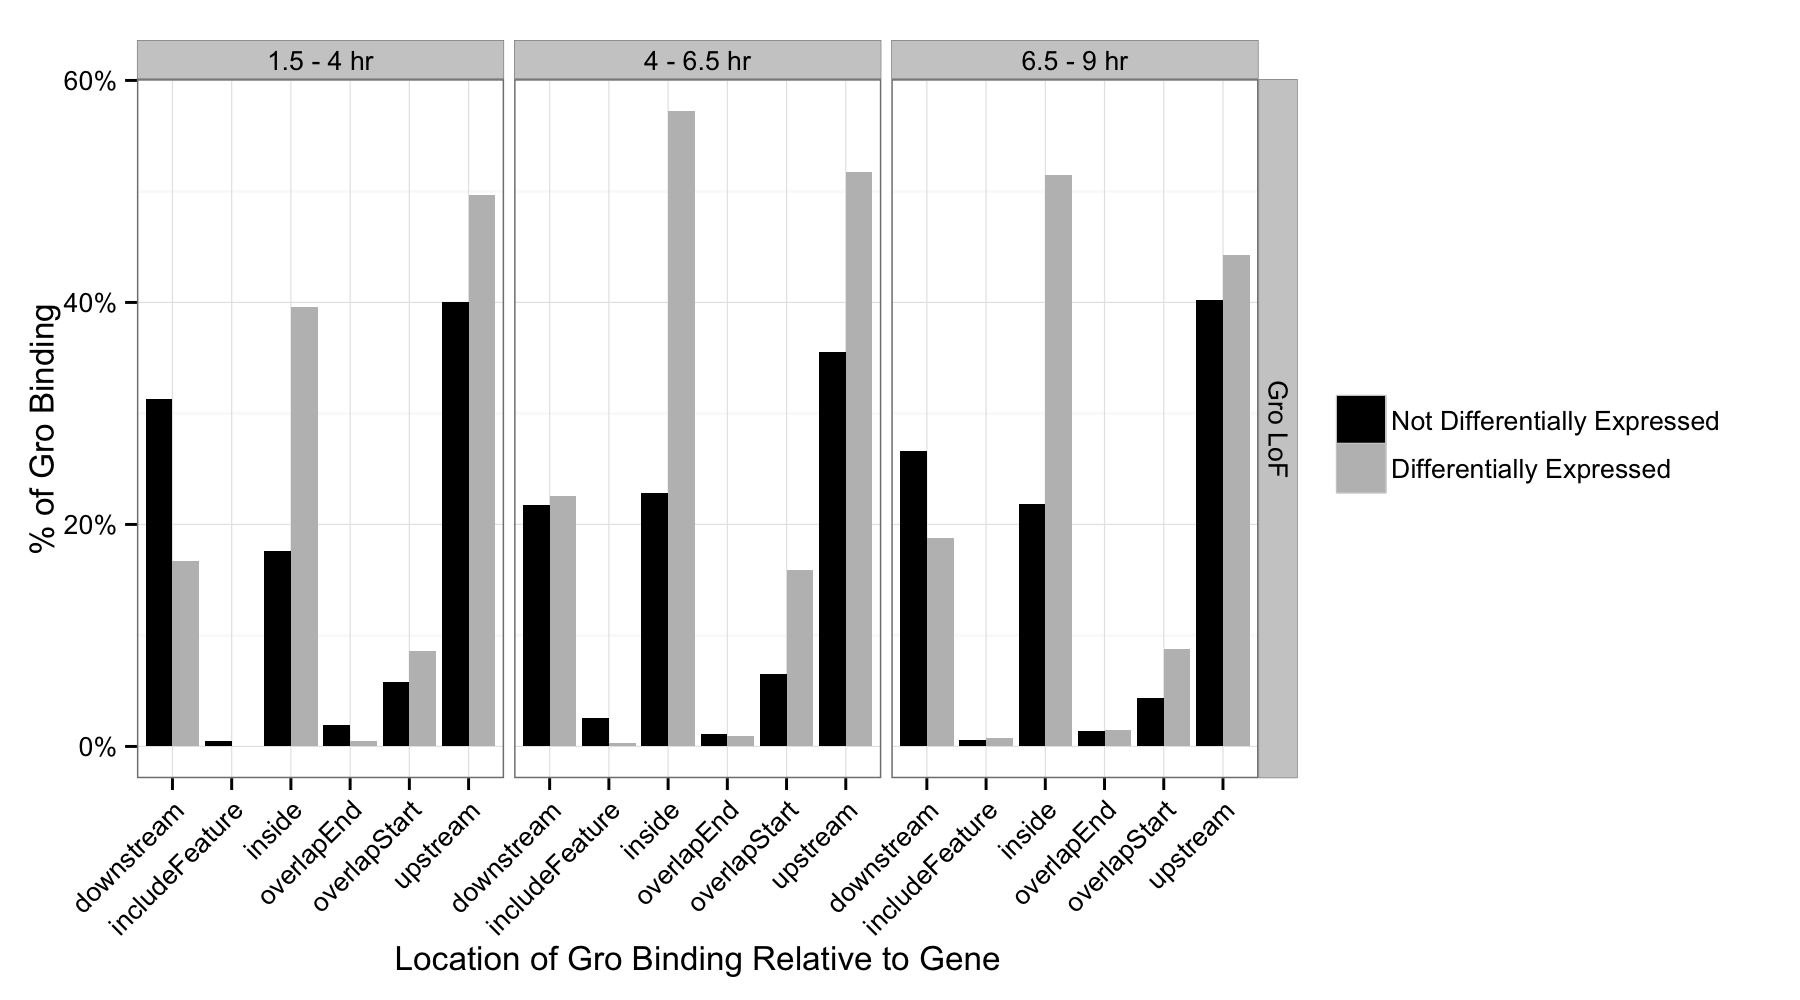 1.5 - 4 hr
4 - 6.5 hr
6.5 - 9 hr
60%
40%
20%
0%
% of Gro Binding
Gro LoF
Not Differentially Expressed
Differentially Expressed
downstream
includeFeature
inside
overlapEnd
overlapStart
upstream
downstream
includeFeature
inside
overlapEnd
overlapStart
upstream
downstream
includeFeature
inside
overlapEnd
overlapStart
upstream
Location of Gro Binding Relative to Gene